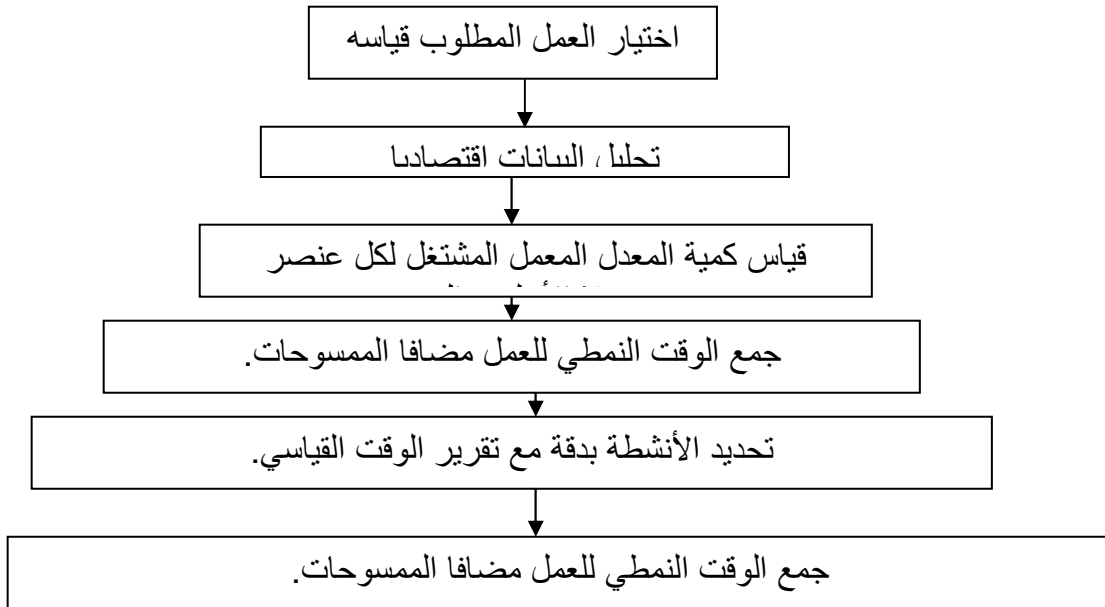 اختيار العمل المطلوب قياسه
تحليل البيانات اقتصاديا
قياس كمية المعدل المعمل المشتغل لكل عنصر
جمع الوقت النمطي للعمل مضافا الممسوحات.
تحديد الأنشطة بدقة مع تقرير الوقت القياسي.
جمع الوقت النمطي للعمل مضافا الممسوحات.